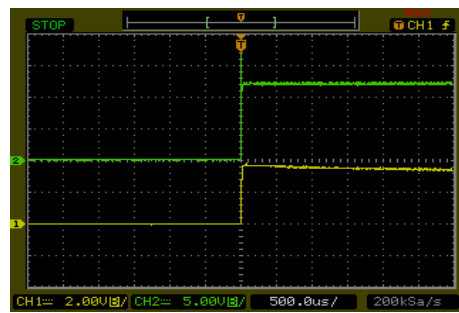 STOP
T
CH1
T
2
1
CH1 2.00V B/ CH2 5.00V B/ 500.0us/ 200kSa/s